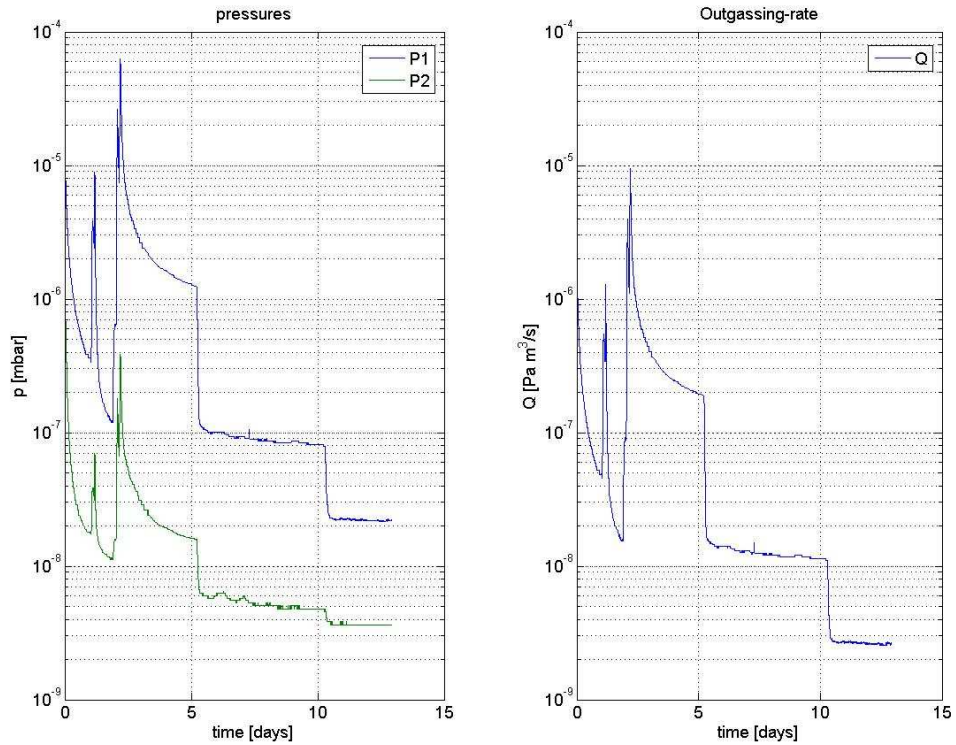 pressures
P1
P2
10^-4
10^-5
10^-6
10^-7
10^-8
10^-9
p [mbar]
0 5 10 15
time [days]
Outgassing-rate
Q
10^-4
10^-5
10^-6
10^-7
10^-8
10^-9
Q [Pa m^3/s]
0 5 10 15
time [days]